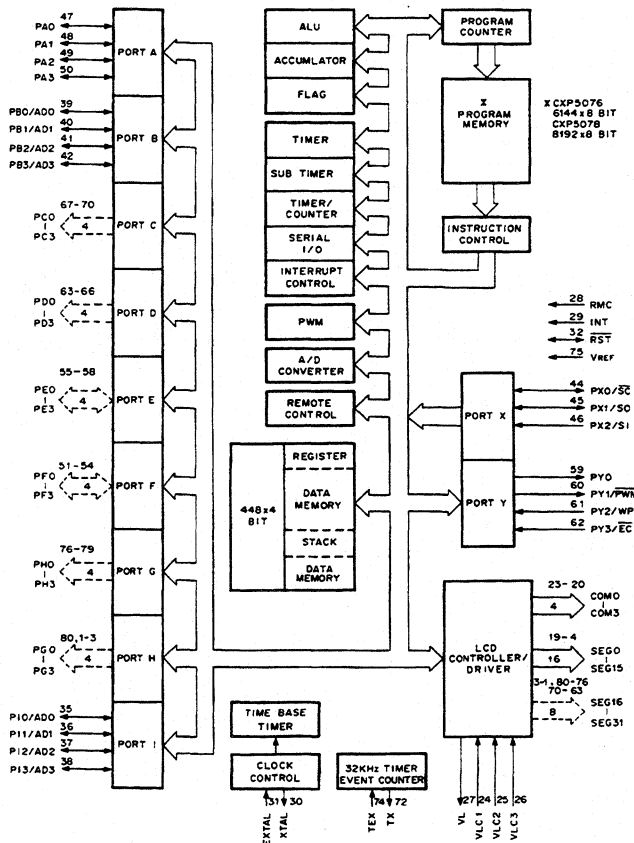 PA0 47
PA1 48
PA2 49
PA3 50
PORT A
PB0/AD0 39
PB1/AD1 40
PB2/AD2 41
PB3/AD3 42
PORT B
67-70
PC0
4
PC3
PORT C
63-66
PD0
4
PD3
PORT D
55-58
PE0
4
PE3
PORT E
51-54
PF0
4
PF3
PORT F
76-79
PH0
4
PH3
PORT G
80,1-3
PG0
4
PG3
PORT H
PI0/AD0 35
PI1/AD1 36
PI2/AD2 37
PI3/AD3 38
PORT I
ALU
ACCUMLATOR
FLAG
TIMER
SUB TIMER
TIMER/
COUNTER
SERIAL
I/O
INTERRUPT
CONTROL
PWM
A/D
CONVERTER
REMOTE
CONTROL
448x4
BIT
REGISTER
DATA
MEMORY
STACK
DATA
MEMORY
TIME BASE
TIMER
CLOCK
CONTROL
31 30
EXTAL
XTAL
32KHz TIMER
EVENT COUNTER
74 72
TEX
TX
PROGRAM
COUNTER
X
PROGRAM
MEMORY
X CXP5076
6144x8 BIT
CXP5078
8192x8 BIT
INSTRUCTION
CONTROL
28 RMC
29 INT
32 RST
75 VREF
PORT X
44 PX0/SC
45 PX1/SO
46 PX2/SI
PORT Y
59 PY0
60 PY1/PWM
61 PY2/WP
62 PY3/EC
LCD
CONTROLLER/
DRIVER
23-20
COM0
4
COM3
19-4
SEG0
16
SEG15
3-1,80-76
70-63
SEG16
8
SEG31
27 24 25 26
VL
VLC1
VLC2
VLC3